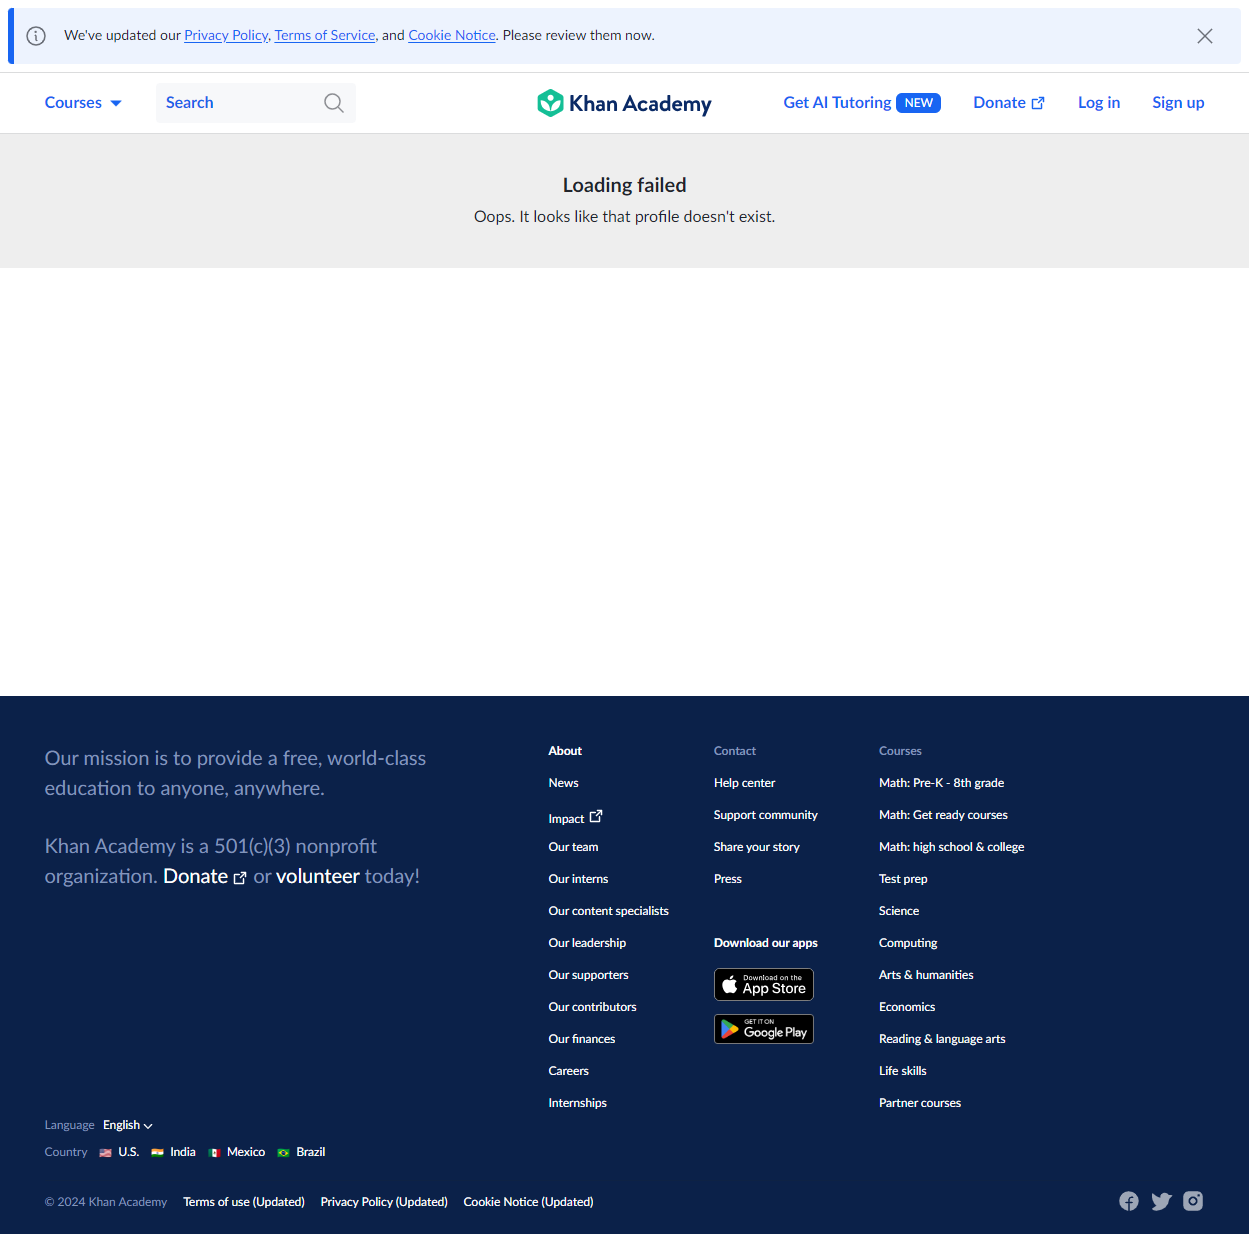 We've updated our Privacy Policy, Terms of Service, and Cookie Notice. Please review them now.
Courses
Search
Khan Academy
Get AI Tutoring NEW
Donate
Log in
Sign up
Loading failed
Oops. It looks like that profile doesn't exist.
Our mission is to provide a free, world-class
education to anyone, anywhere.
Khan Academy is a 501(c)(3) nonprofit
organization. Donate or volunteer today!
About
News
Impact
Our team
Our interns
Our content specialists
Our leadership
Our supporters
Our contributors
Our finances
Careers
Internships
Contact
Help center
Support community
Share your story
Press
Download our apps
Download on the
App Store
GET IT ON
Google Play
Courses
Math: Pre-K - 8th grade
Math: Get ready courses
Math: high school & college
Test prep
Science
Computing
Arts & humanities
Economics
Reading & language arts
Life skills
Partner courses
Language English
Country U.S. India Mexico Brazil
© 2024 Khan Academy Terms of use (Updated) Privacy Policy (Updated) Cookie Notice (Updated)